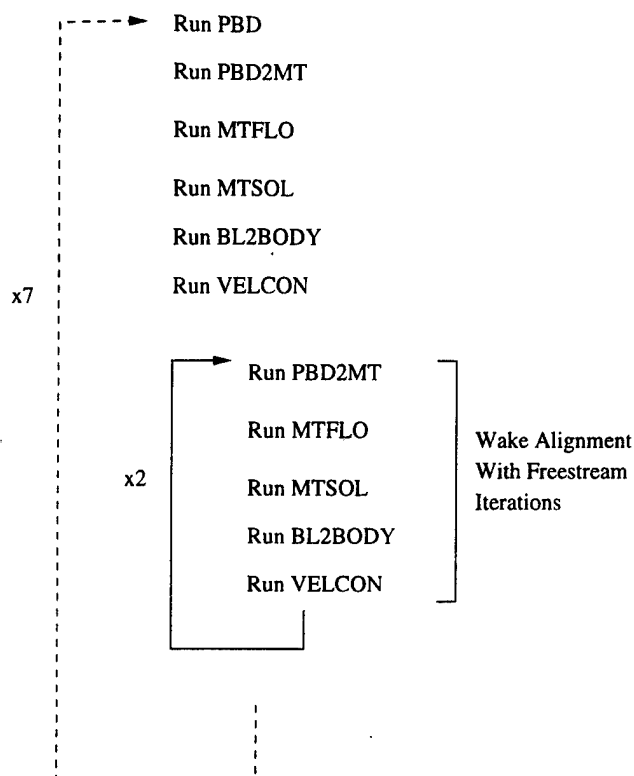 Run PBD
Run PBD2MT
Run MTFLO
Run MTSOL
Run BL2BODY
Run VELCON
x7
Run PBD2MT
Run MTFLO
x2
Run MTSOL
Run BL2BODY
Run VELCON
Wake Alignment
With Freestream
Iterations